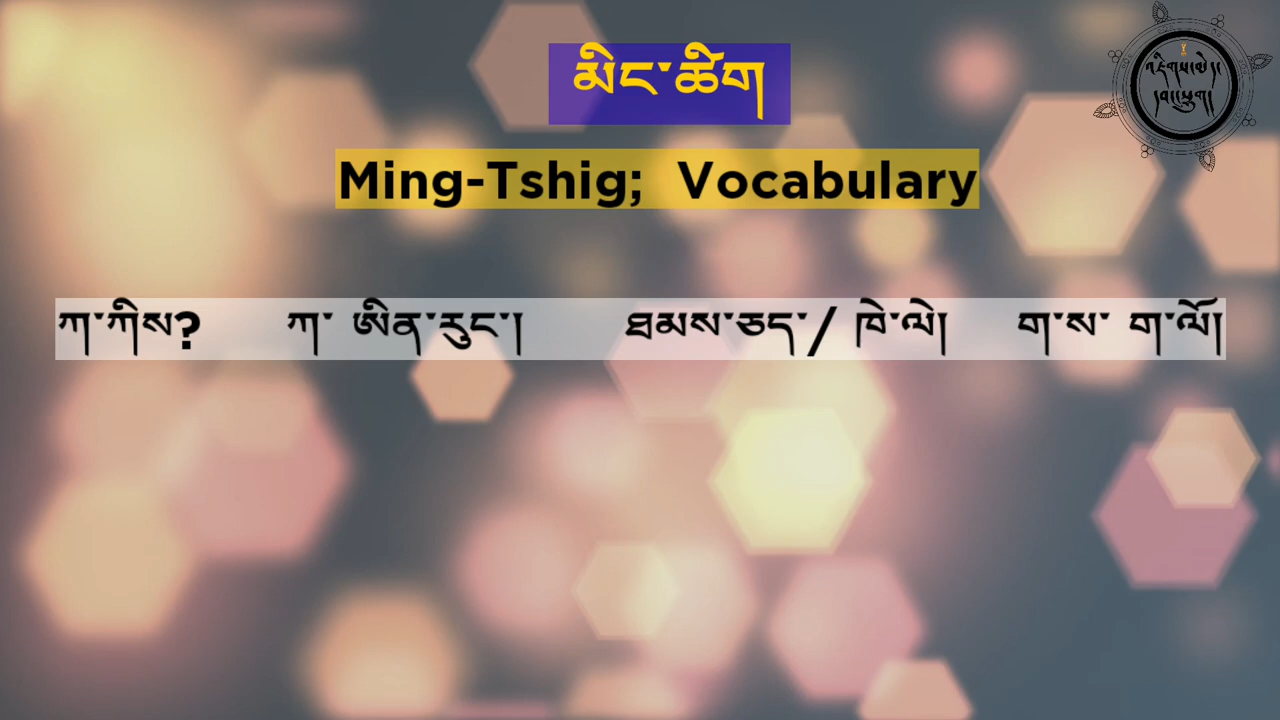 མིང་ཚིག
Ming-Tshig; Vocabulary
ཀ་ཀིས? ཀ་ ཨིན་རུང་། ཐམས་ཅད་/ ཁེ་ལེ། ག་ས་ ག་ལོ།